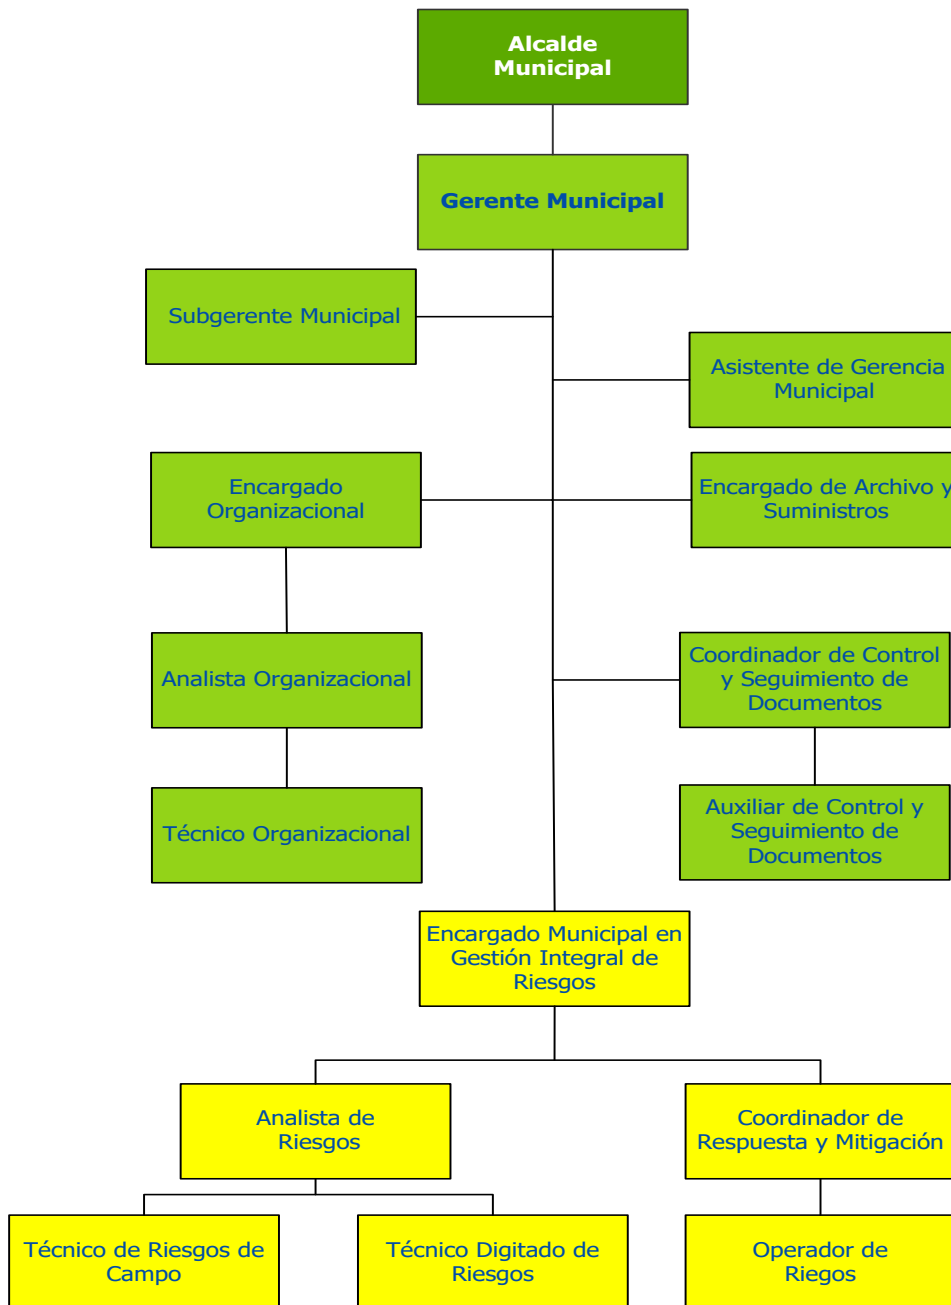 Alcalde
Municipal
Gerente Municipal
Subgerente Municipal
Asistente de Gerencia
Municipal
Encargado
Organizacional
Encargado de Archivo y
Suministros
Analista Organizacional
Coordinador de Control
y Seguimiento de
Documentos
Técnico Organizacional
Auxiliar de Control y
Seguimiento de
Documentos
Encargado Municipal en
Gestión Integral de
Riesgos
Analista de
Riesgos
Coordinador de
Respuesta y Mitigación
Técnico de Riesgos de
Campo
Técnico Digitado de
Riesgos
Operador de
Riegos